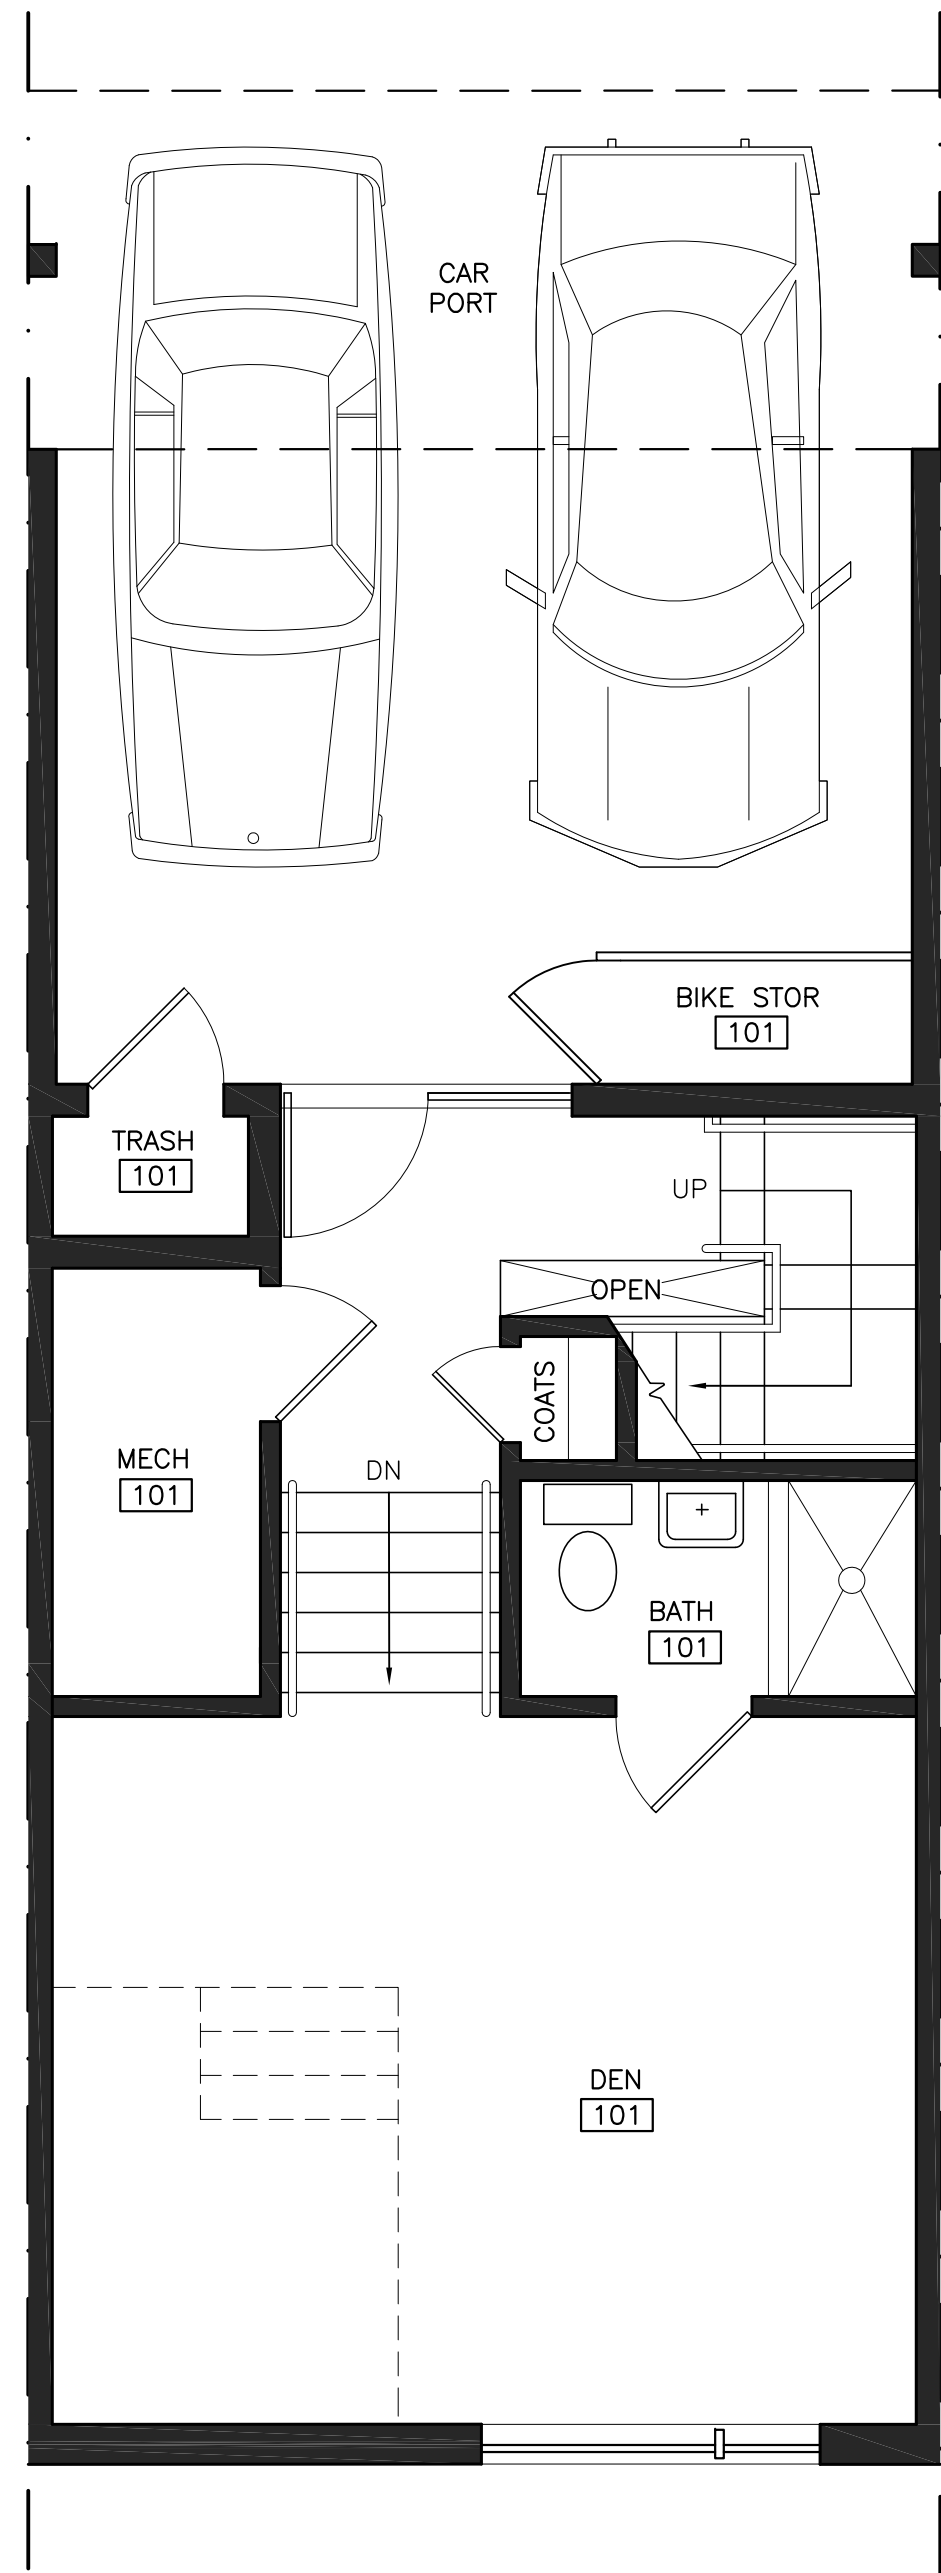 CAR
PORT
BIKE STOR
101
TRASH
101
UP
OPEN
COATS
MECH
101
DN
BATH
101
DEN
101